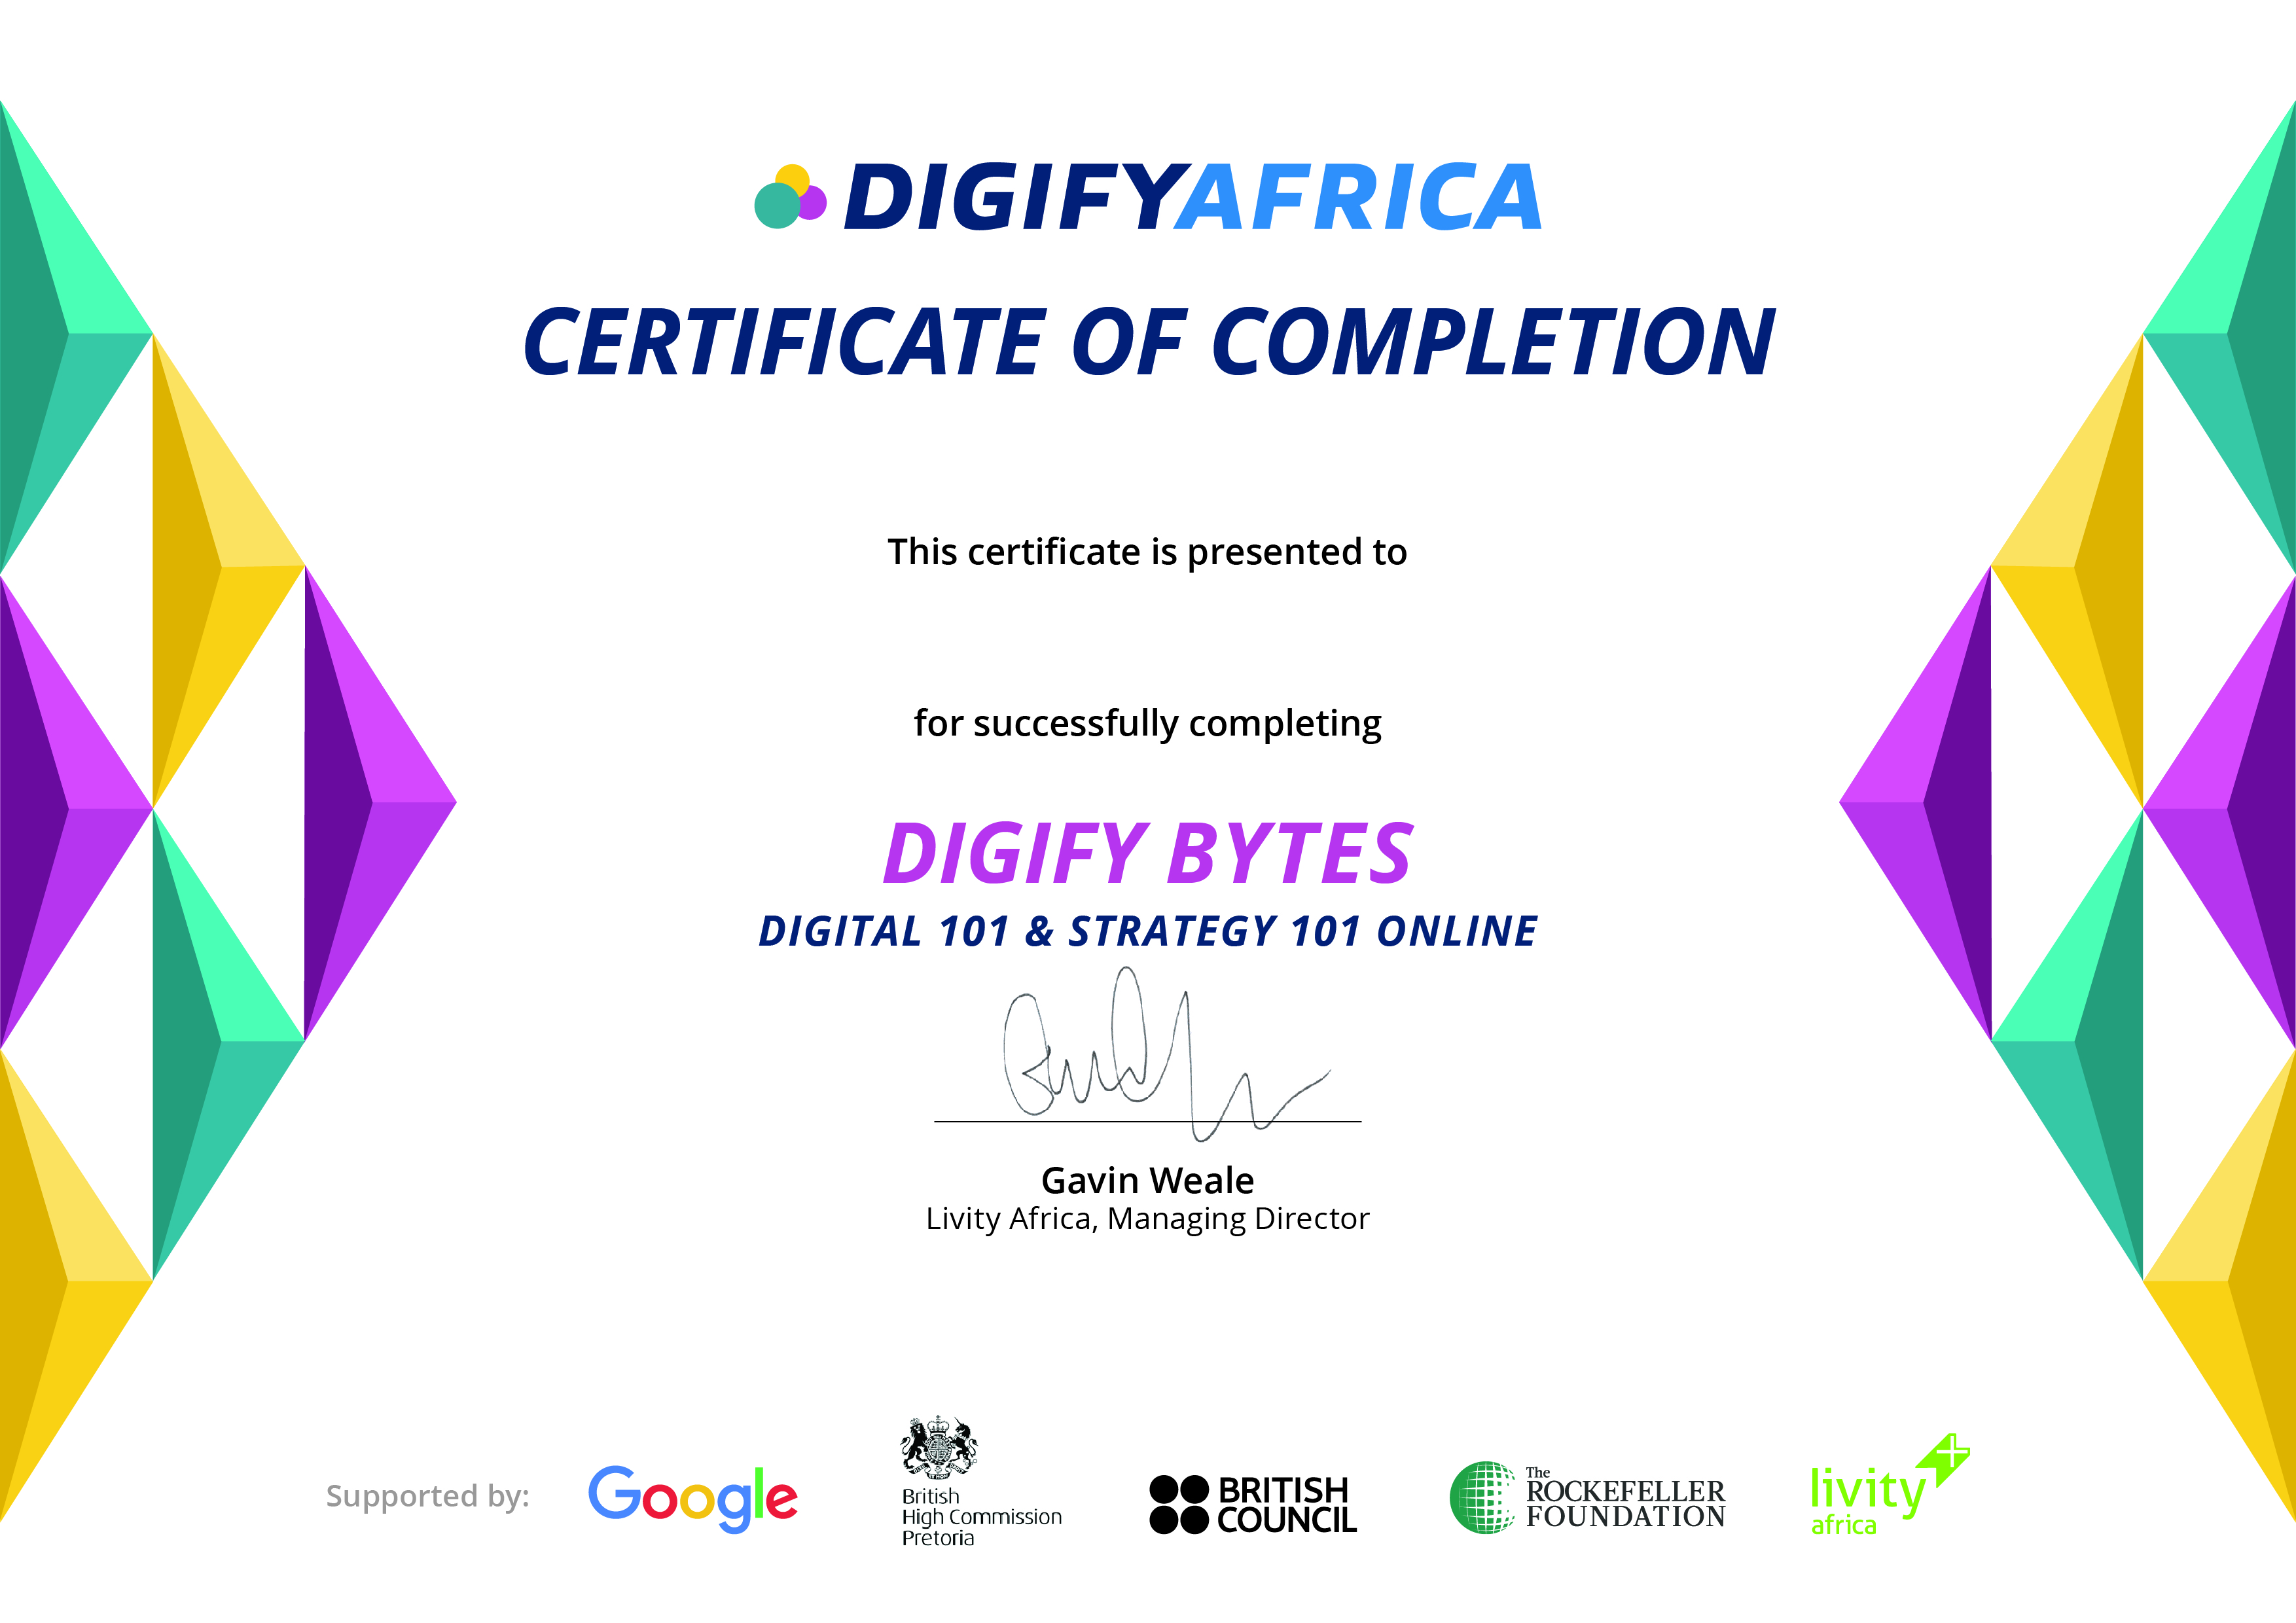 DIGIFYAFRICA
CERTIFICATE OF COMPLETION
This certificate is presented to
for successfully completing
DIGIFY BYTES
DIGITAL 101 & STRATEGY 101 ONLINE
Gavin Weale
Livity Africa, Managing Director
Supported by:
Google
British
High Commission
Pretoria
BRITISH
COUNCIL
The
ROCKEFELLER
FOUNDATION
livity
africa